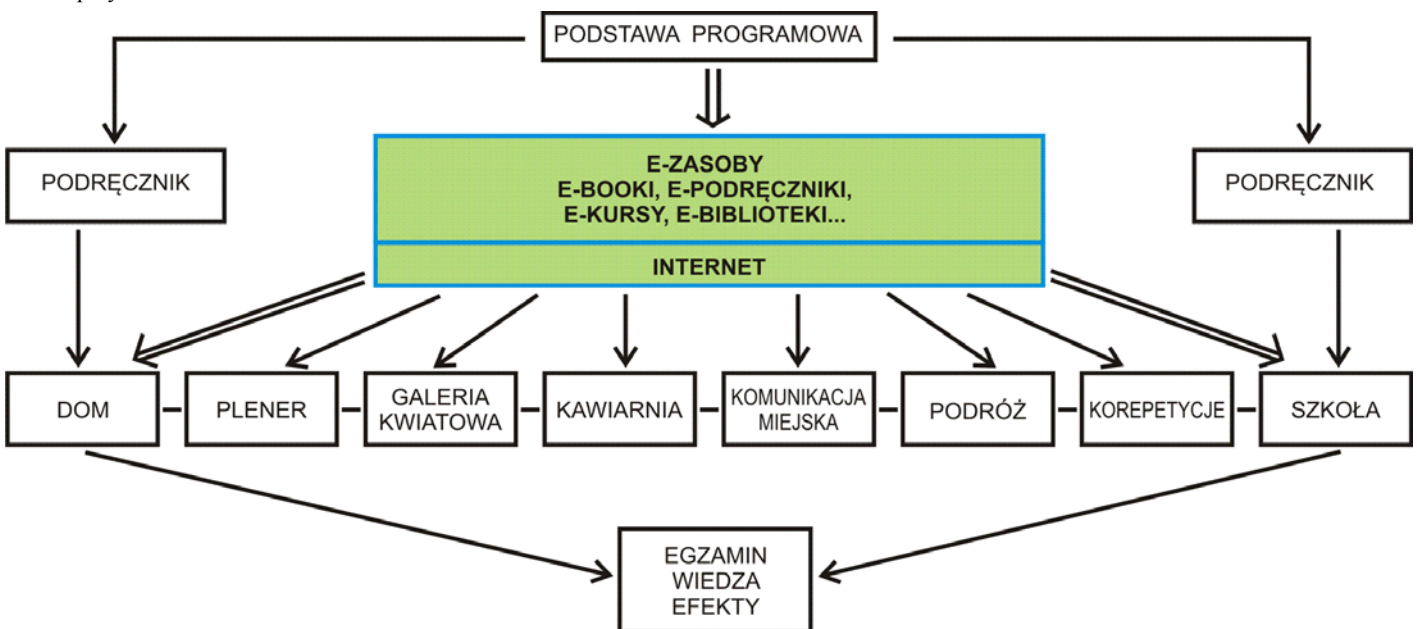 PODSTAWA PROGRAMOWA
PODRĘCZNIK
E-ZASOBY
E-BOOKI, E-PODRĘCZNIKI,
E-KURSY, E-BIBLIOTEKI...
INTERNET
PODRĘCZNIK
DOM
PLENER
GALERIA
KWIATOWA
KAWIARNIA
KOMUNIKACJA
MIEJSKA
PODRÓŻ
KOREPETYCJE
SZKOŁA
EGZAMIN
WIEDZA
EFEKTY